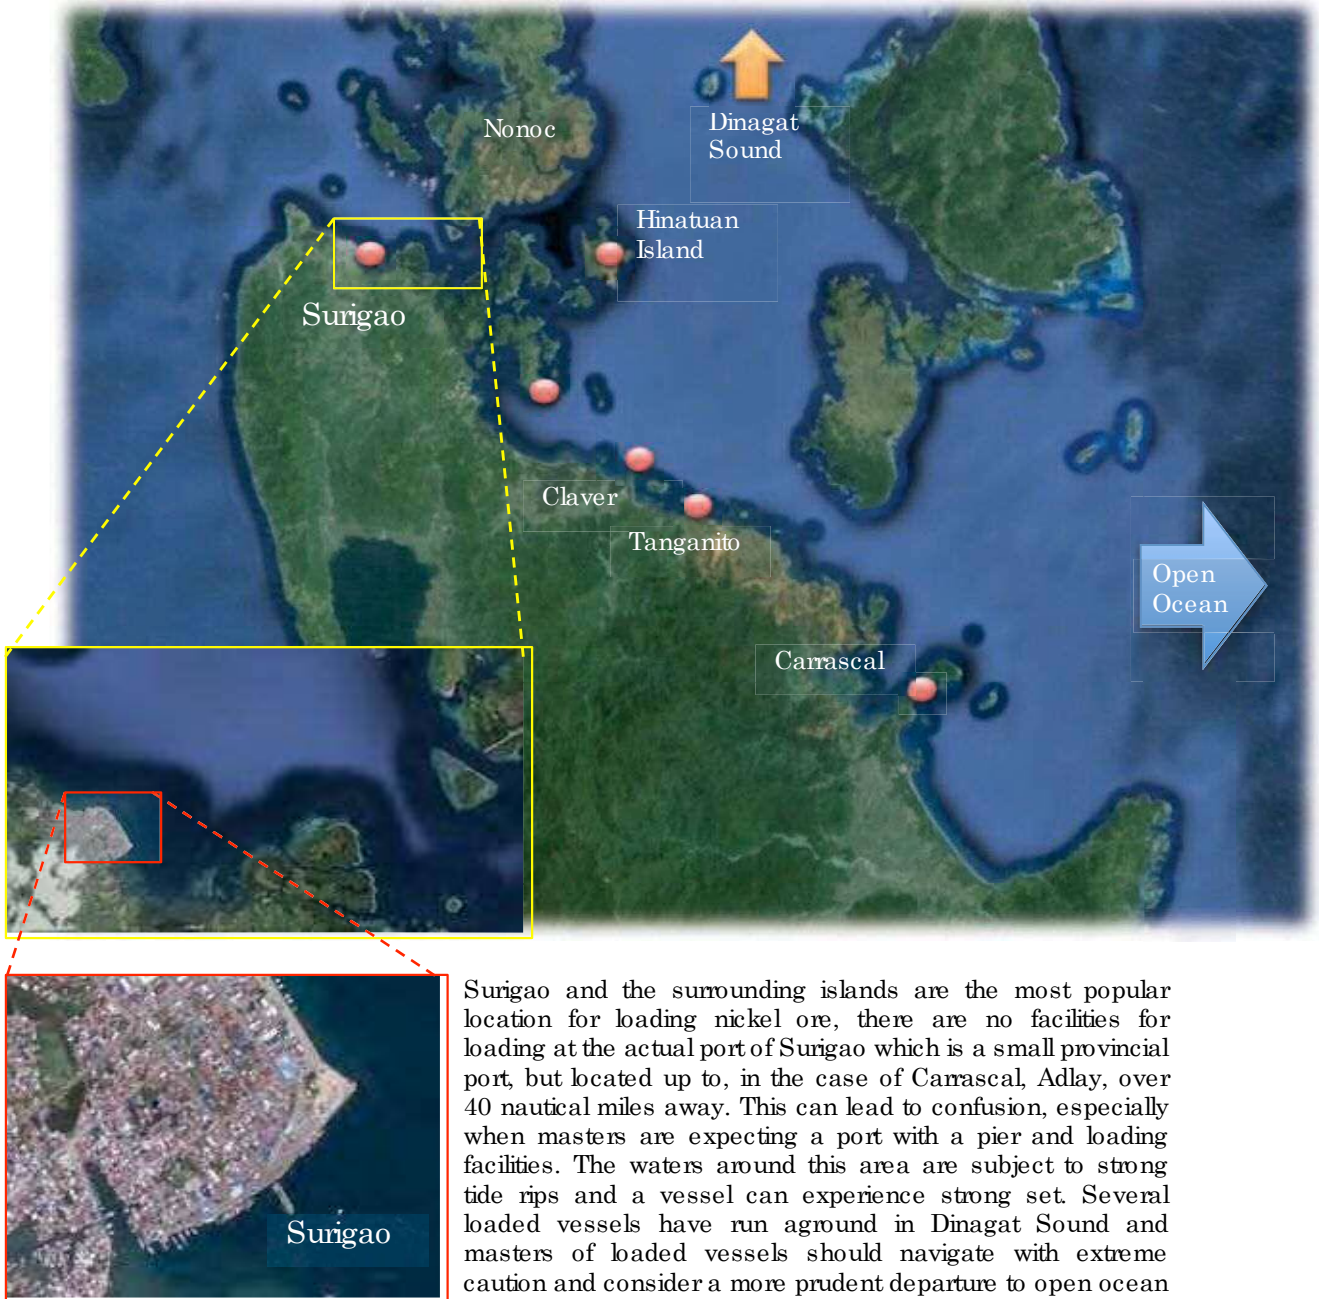 Nonoc
Dinagat
Sound
Hinatuan
Island
Surigao
Claver
Tanganito
Open
Ocean
Carrascal
Surigao and the surrounding islands are the most popular
location for loading nickel ore, there are no facilities for
loading at the actual port of Surigao which is a small provincial
port, but located up to, in the case of Carrascal, Adlay, over
40 nautical miles away. This can lead to confusion, especially
when masters are expecting a port with a pier and loading
facilities. The waters around this area are subject to strong
tide rips and a vessel can experience strong set. Several
loaded vessels have run aground in Dinagat Sound and
masters of loaded vessels should navigate with extreme
caution and consider a more prudent departure to open ocean
Surigao